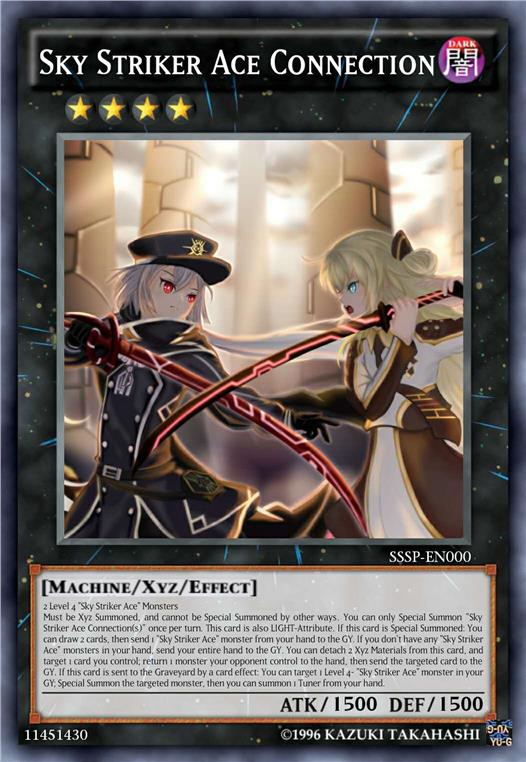 SKY STRIKER ACE CONNECTION
DARK
闇
SSSP-EN000
[MACHINE/XYZ/EFFECT]
2 Level 4 "Sky Striker Ace" Monsters
Must be Xyz Summoned, and cannot be Special Summoned by other ways. You can only Special Summon "Sky
Striker Ace Connection(s)" once per turn. This card is also LIGHT-Attribute. If this card is Special Summoned: You
can draw 2 cards, then send 1 "Sky Striker Ace" monster from your hand to the GY. If you don't have any "Sky Striker
Ace" monsters in your hand, send your entire hand to the GY. You can detach 2 Xyz Materials from this card, and
target 1 card you control; return 1 monster your opponent control to the hand, then send the targeted card to the
GY. If this card is sent to the Graveyard by a card effect: You can target 1 Level 4- "Sky Striker Ace" monster in your
GY; Special Summon the targeted monster, then you can summon 1 Tuner from your hand.
ATK/1500 DEF/1500
11451430
©1996 KAZUKI TAKAHASHI
YU-G
YU-G